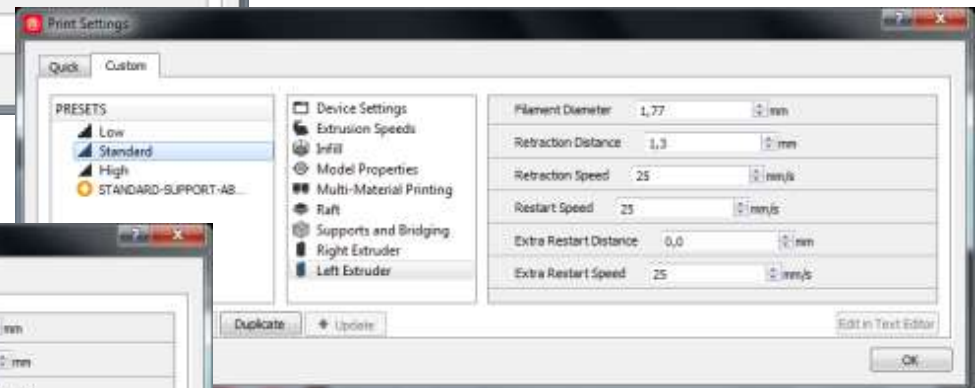 Print Settings
Quick Custom
PRESETS
Low
Standard
High
STANDARD-SUPPORT-AB...
Device Settings
Extrusion Speeds
Infill
Model Properties
Multi-Material Printing
Raft
Supports and Bridging
Right Extruder
Left Extruder
Filament Diameter 1,77 mm
Retraction Distance 1,3 mm
Retraction Speed 25 mm/s
Restart Speed 25 mm/s
Extra Restart Distance 0,0 mm
Extra Restart Speed 25 mm/s
Duplicate Update Edit in Text Editor
OK
mm
mm